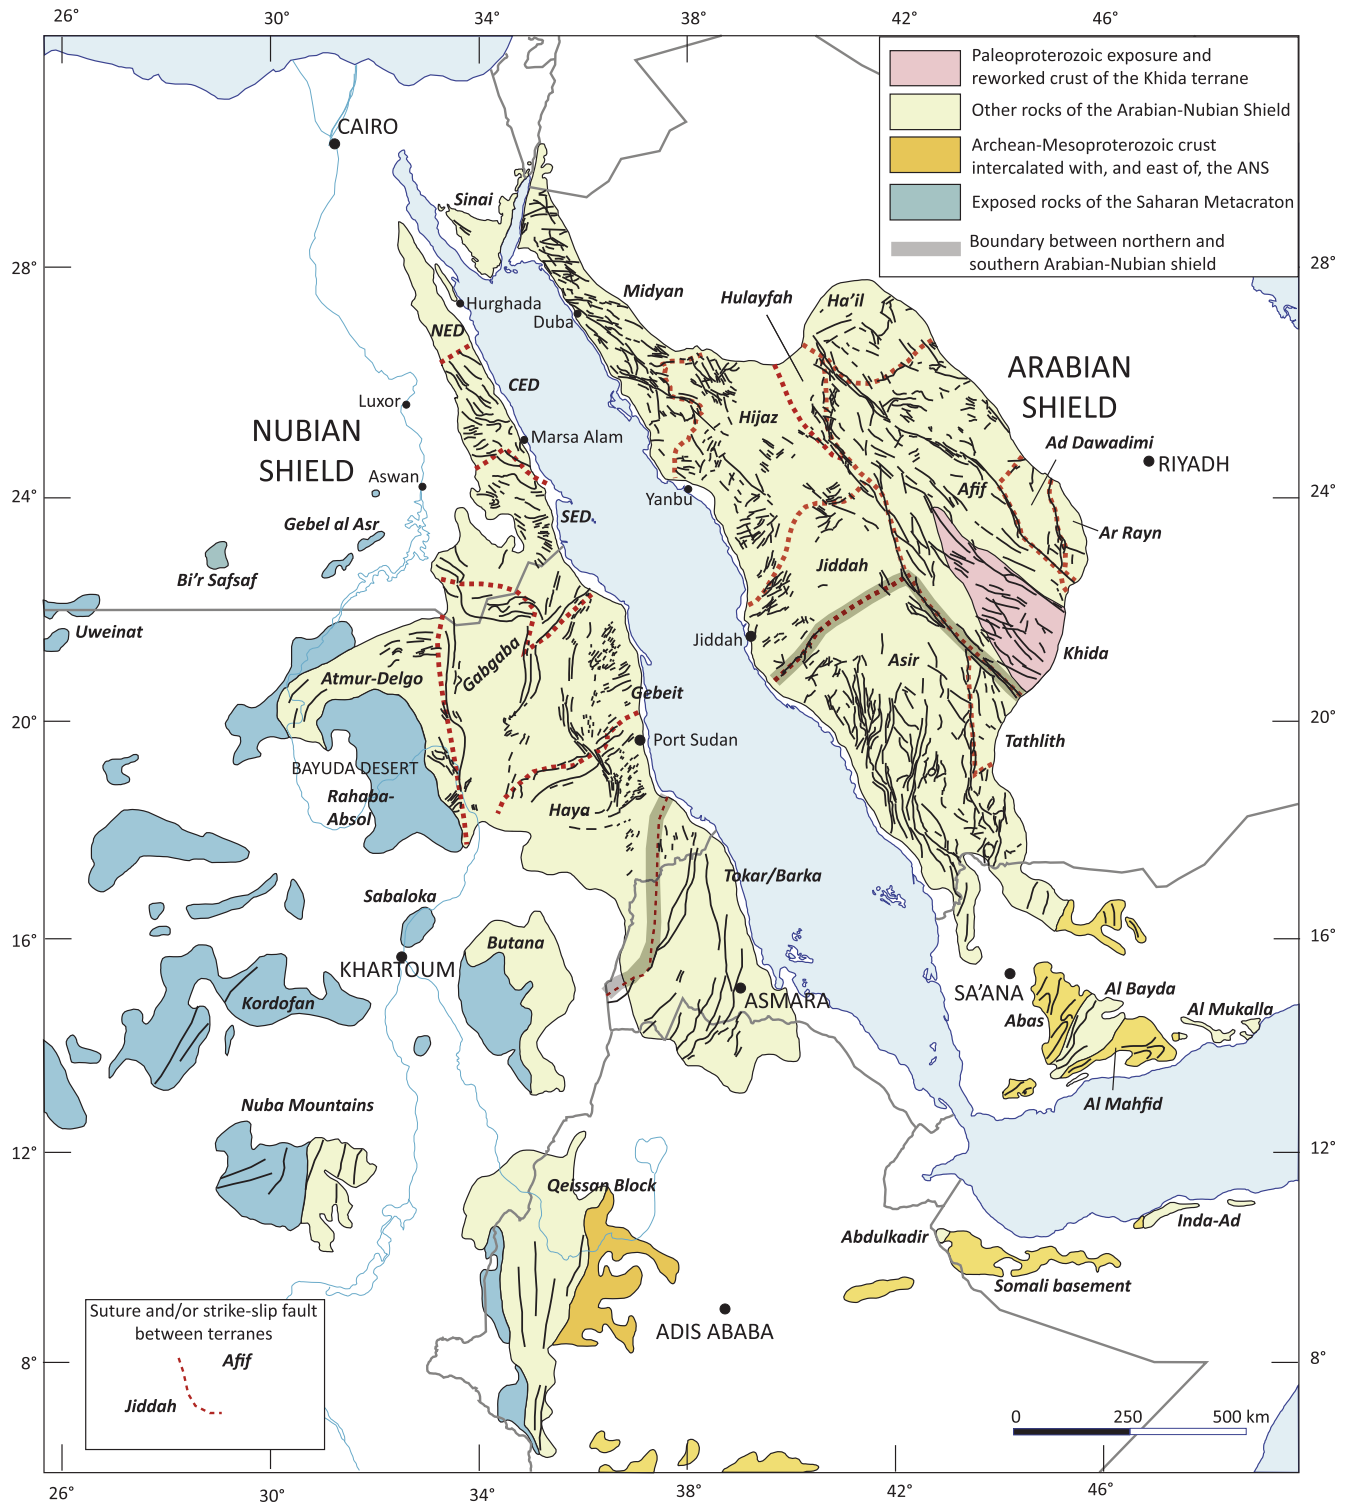 26°
30°
34°
38°
42°
46°
Paleoproterozoic exposure and
reworked crust of the Khida terrane
Other rocks of the Arabian-Nubian Shield
Archean-Mesoproterozoic crust
intercalated with, and east of, the ANS
Exposed rocks of the Saharan Metacraton
Boundary between northern and
southern Arabian-Nubian shield
CAIRO
Sinai
28°
28°
Midyan
Hulayfah
Ha'il
Hurghada
Duba
NED
ARABIAN
SHIELD
CED
Luxor
Hijaz
NUBIAN
SHIELD
Marsa Alam
Ad Dawadimi
RIYADH
Aswan
Yanbu
Afif
24°
24°
SED
Gebel al Asr
Ar Rayn
Bi'r Safsaf
Jiddah
Uweinat
Jiddah
Khida
Gabgaba
Asir
Atmur-Delgo
Gebeit
20°
20°
Port Sudan
Tathlith
BAYUDA DESERT
Rahaba-
Absol
Haya
Tokar/Barka
Sabaloka
16°
16°
Butana
KHARTOUM
Kordofan
ASMARA
SA'ANA
Al Bayda
Abas
Al Mukalla
Nuba Mountains
Al Mahfid
12°
12°
Qeissan Block
Inda-Ad
Abdulkadir
Somali basement
Suture and/or strike-slip fault
between terranes
Afif
Jiddah
ADIS ABABA
8°
8°
0
250
500 km
26°
30°
34°
38°
42°
46°